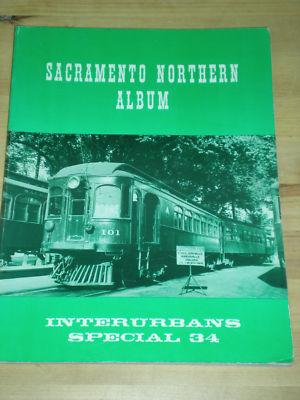 SACRAMENTO NORTHERN
ALBUM
101
INTERURBANS
SPECIAL 34